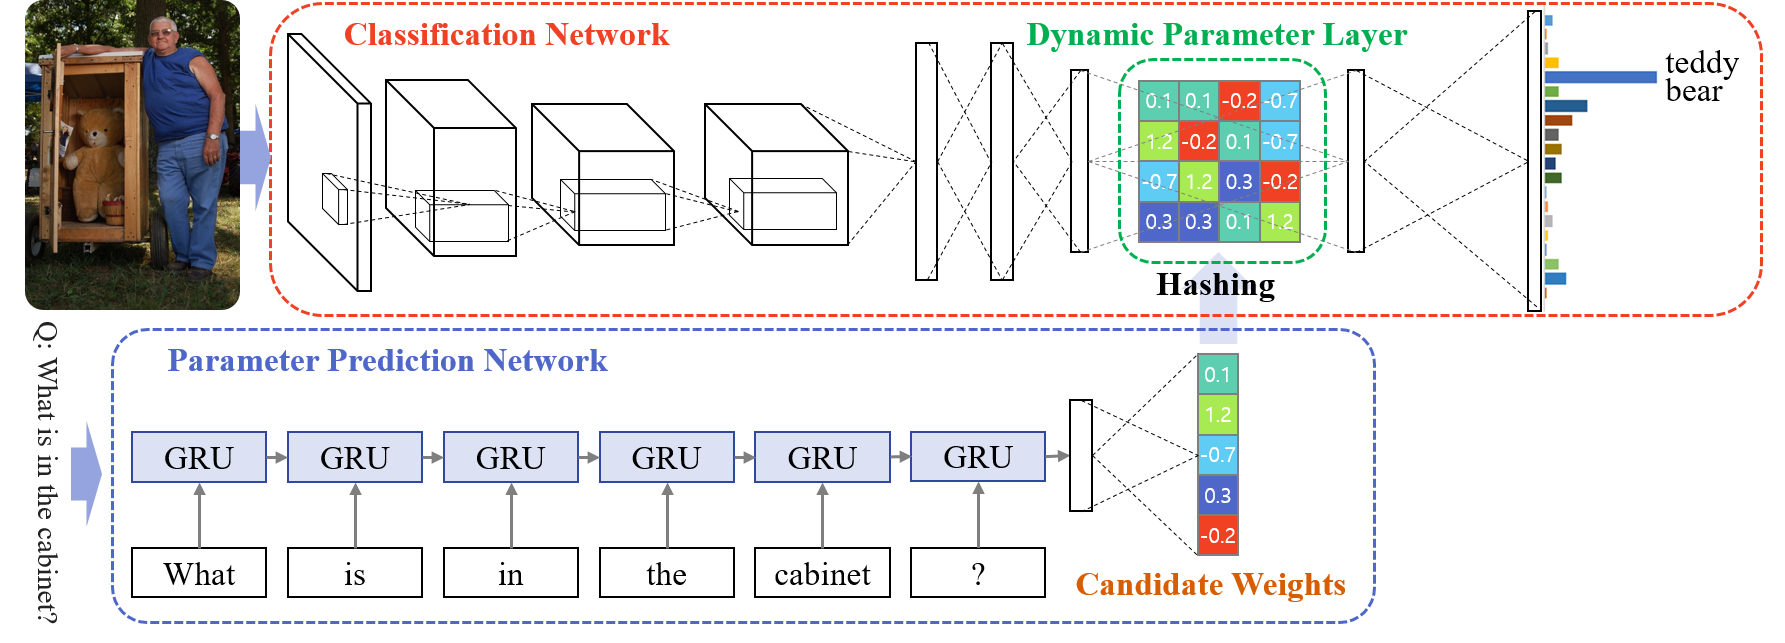 Classification Network
Dynamic Parameter Layer
0.1 0.1 -0.2 -0.7
1.2 -0.2 0.1 -0.7
-0.7 1.2 0.3 -0.2
0.3 0.3 0.1 1.2
Hashing
teddy
bear
Q: What is in the cabinet?
Parameter Prediction Network
GRU GRU GRU GRU GRU GRU
What is in the cabinet ?
0.1
1.2
-0.7
0.3
-0.2
Candidate Weights